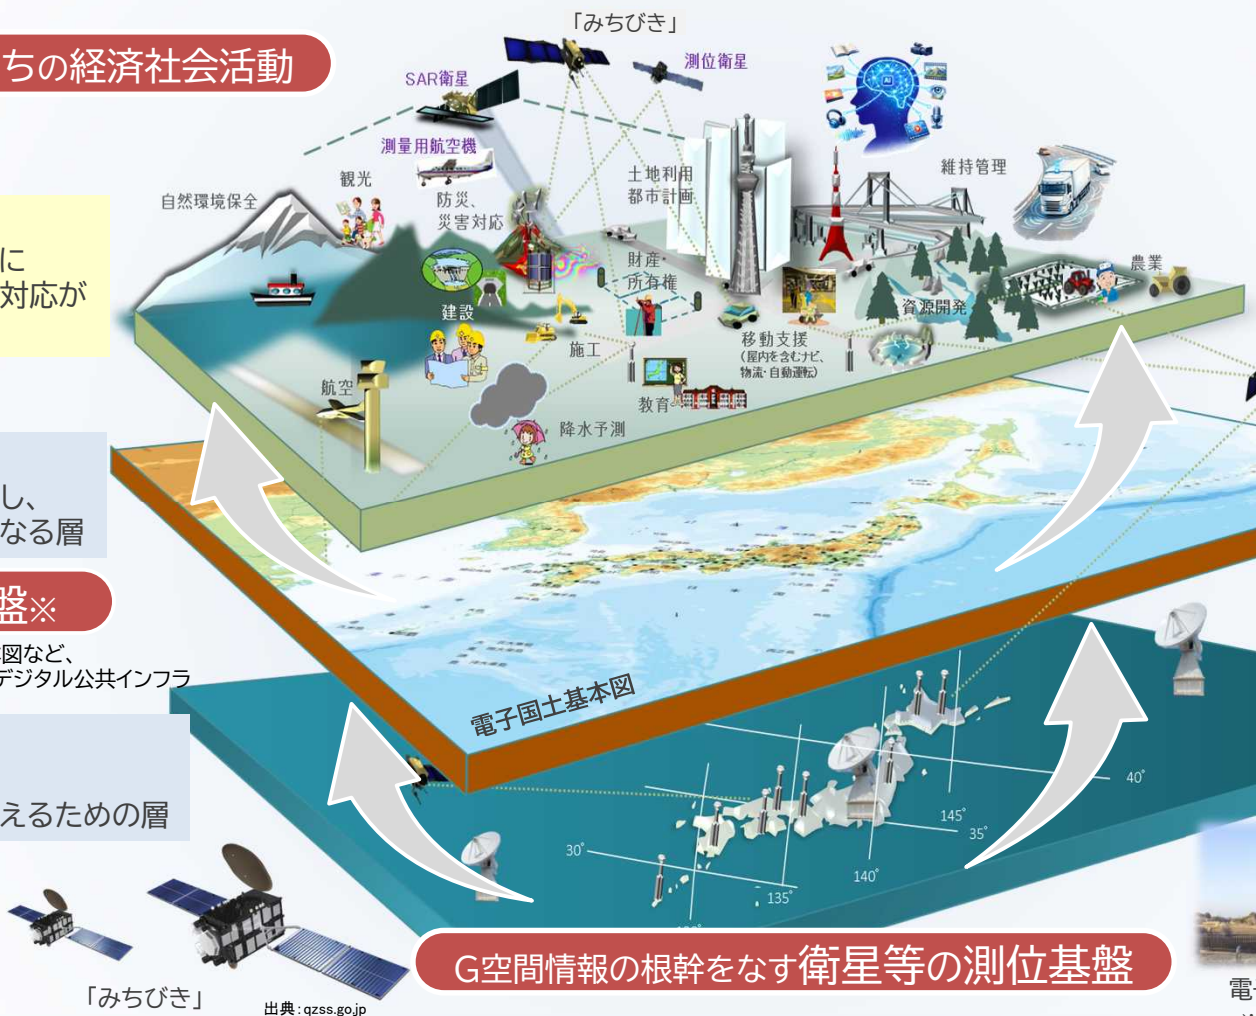 ちの経済社会活動
「みちびき」
測位衛星
SAR衛星
測量用航空機
観光
自然環境保全
防災、
災害対応
土地利用
都市計画
維持管理
に
対応が
財産・
所有権
農業
資源開発
建設
施工
移動支援
(屋内を含むナビ、
物流・自動運転)
航空
教育
降水予測
AI
し、
なる層
盤※
図など、
デジタル公共インフラ
電子国土基本図
えるための層
40°
145°
35°
30°
140°
135°
G空間情報の根幹をなす衛星等の測位基盤
「みちびき」
出典：qzss.go.jp